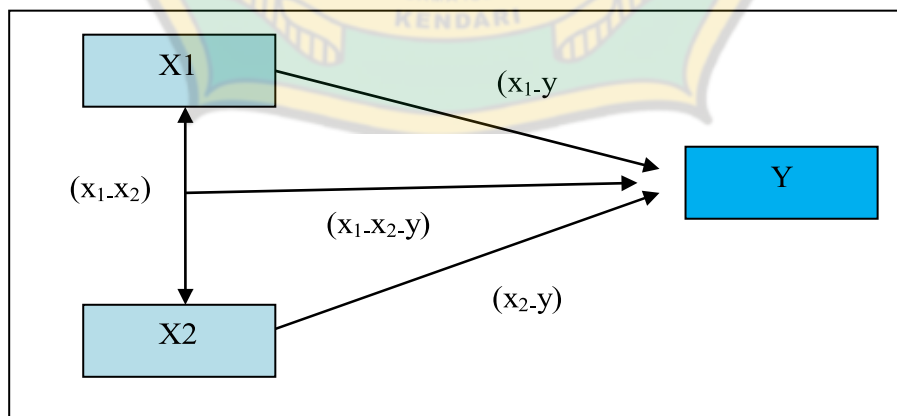 KENDARI
X1
(x₁-y
Y
(x₁-x₂)
(x₁-x₂-y)
(x₂-y)
X2